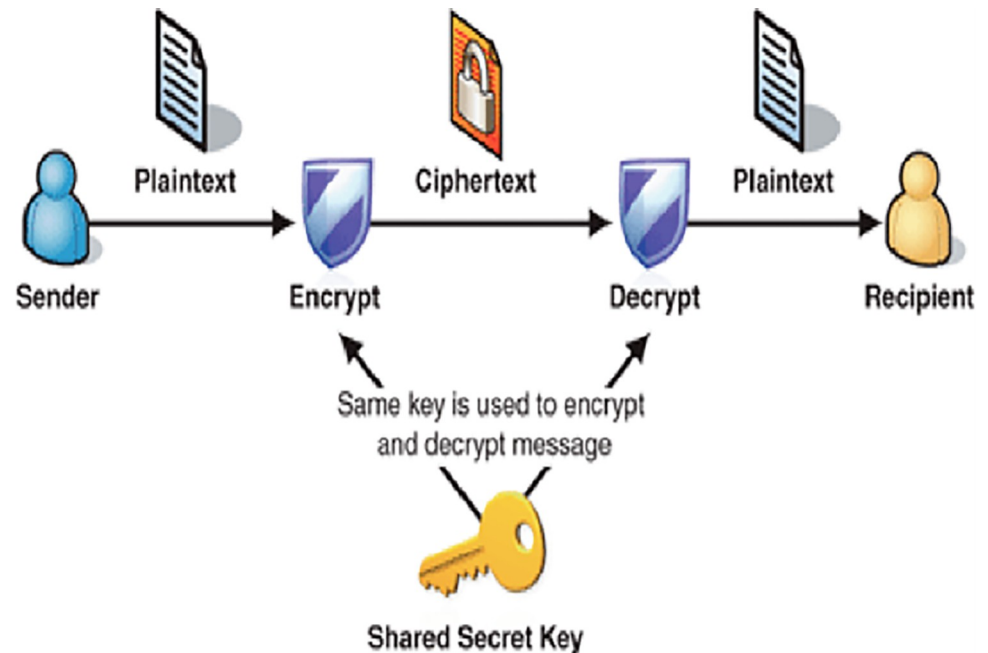 Plaintext
Ciphertext
Plaintext
Sender
Encrypt
Decrypt
Recipient
Same key is used to encrypt
and decrypt message
Shared Secret Key